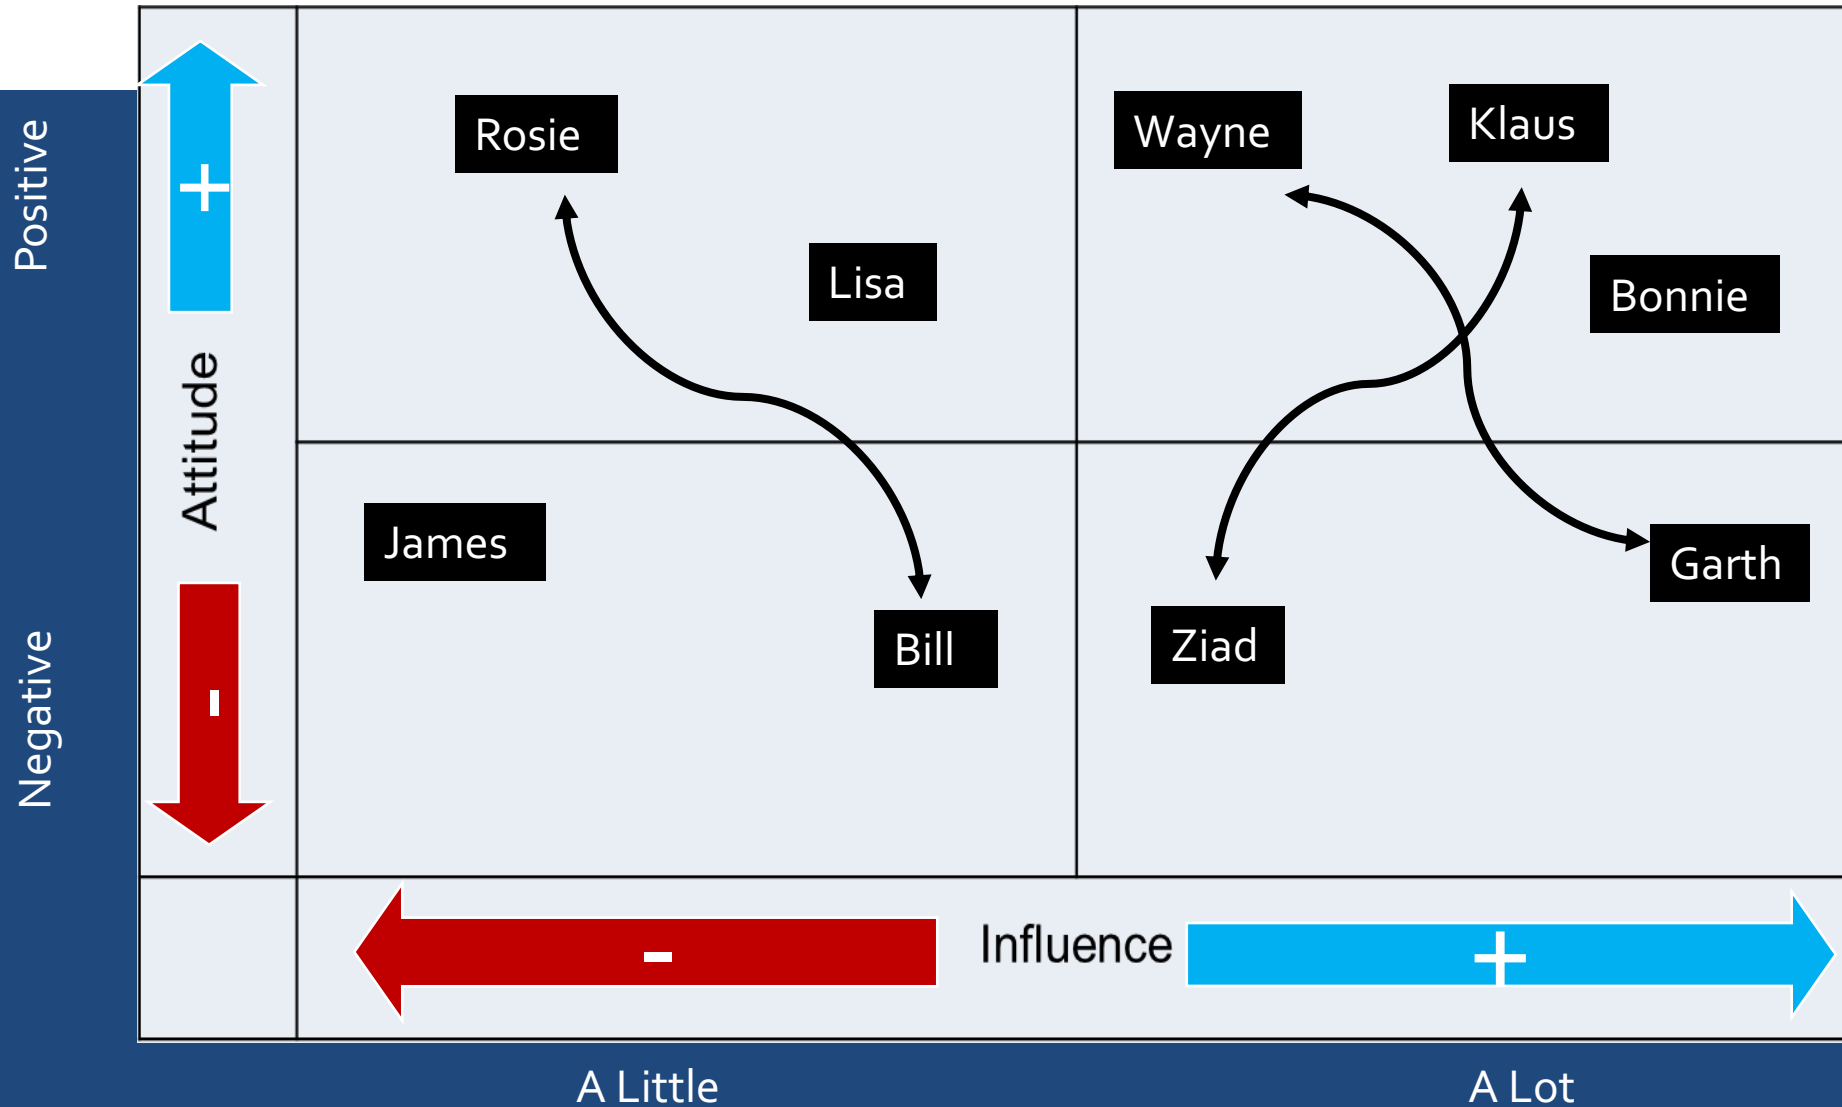 Positive
Negative
Attitude
+
-
Rosie
Wayne
Klaus
Lisa
Bonnie
James
Garth
Bill
Ziad
-
Influence
+
A Little
A Lot